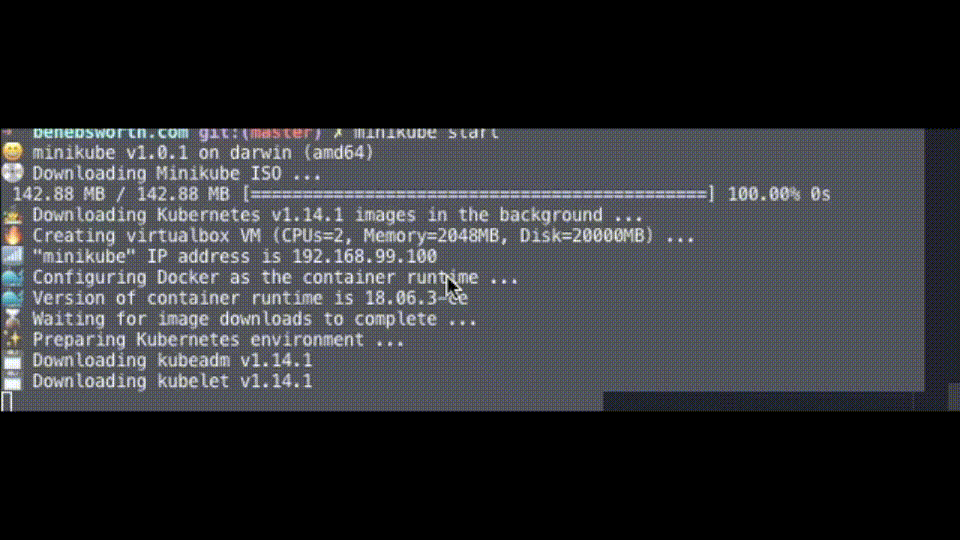 benebsworth.com git:(master) ✗ minikube start
minikube v1.0.1 on darwin (amd64)
Downloading Minikube ISO ...
142.88 MB / 142.88 MB [============================================] 100.00% 0s
Downloading Kubernetes v1.14.1 images in the background ...
Creating virtualbox VM (CPUs=2, Memory=2048MB, Disk=20000MB) ...
"minikube" IP address is 192.168.99.100
Configuring Docker as the container runtime ...
Version of container runtime is 18.06.3-ce
Waiting for image downloads to complete ...
Preparing Kubernetes environment ...
Downloading kubeadm v1.14.1
Downloading kubelet v1.14.1